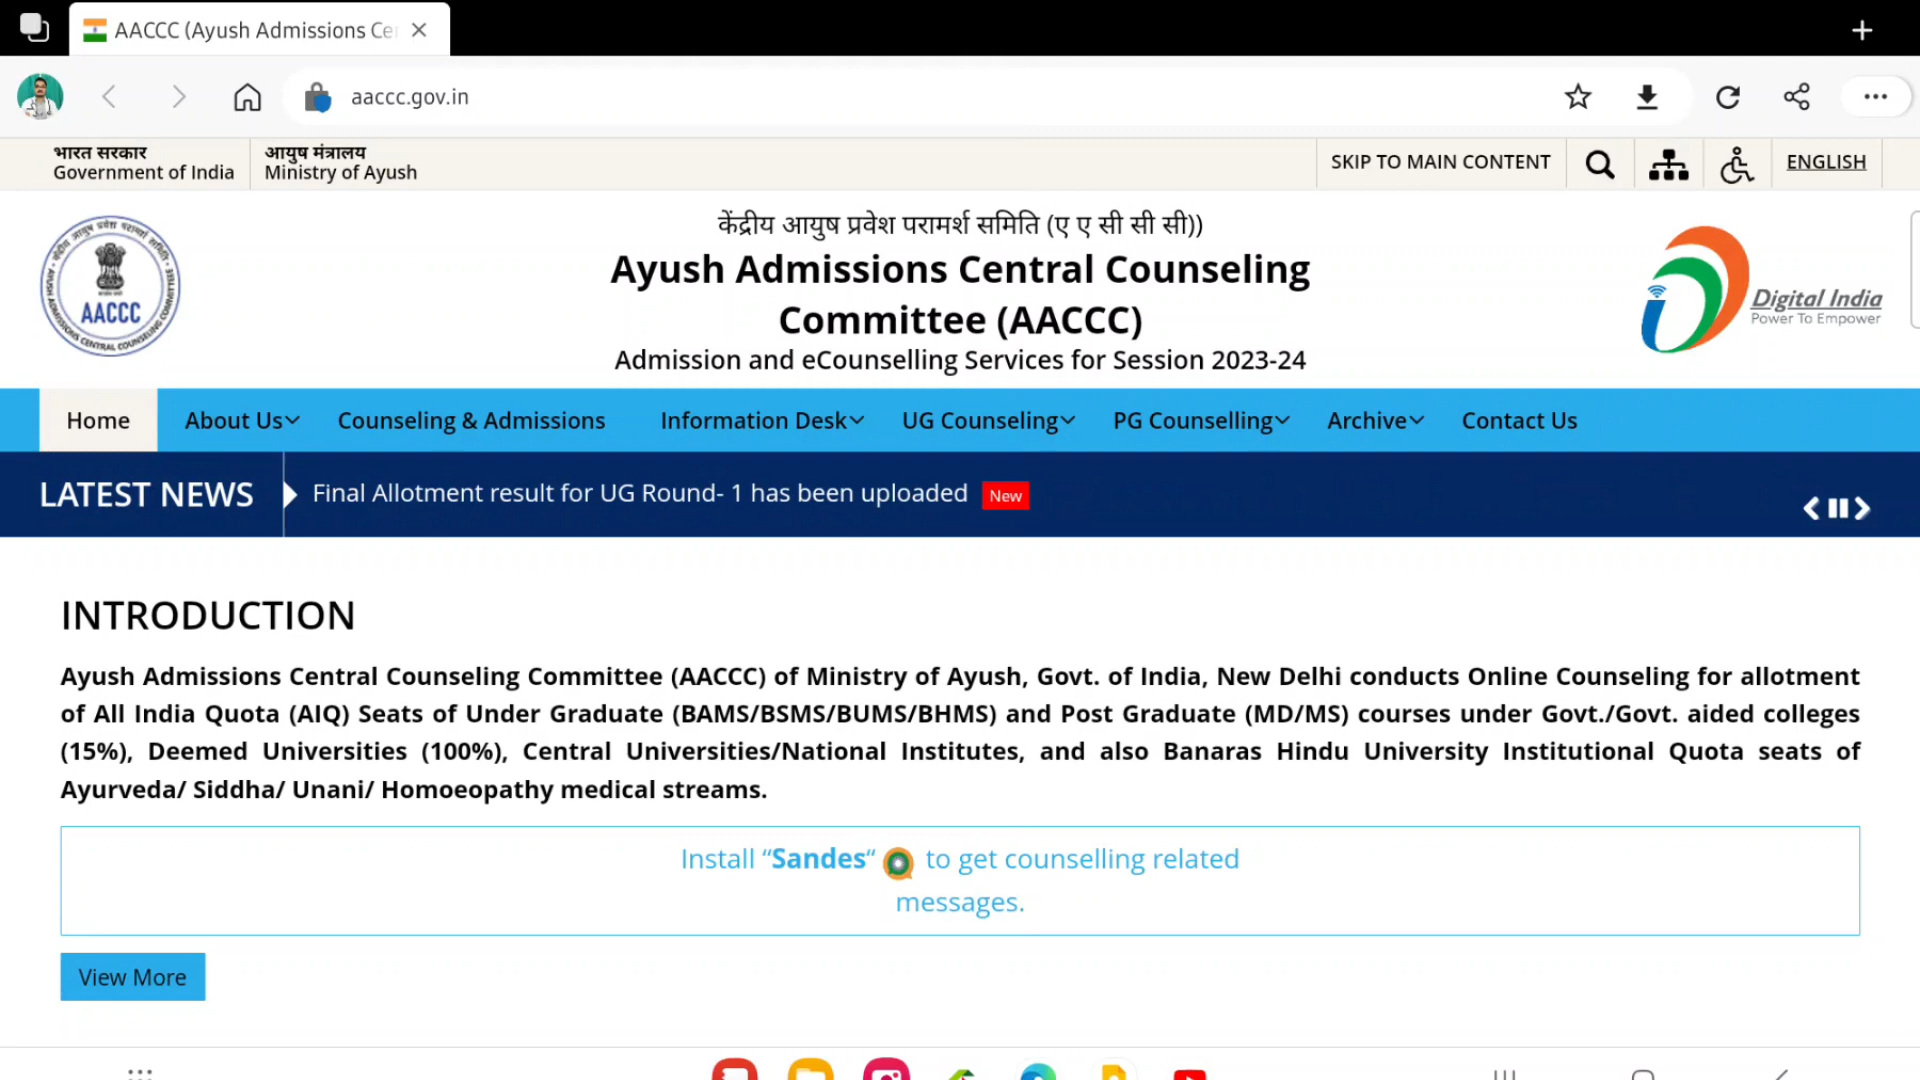 AACCC (Ayush Admissions Cer
aaccc.gov.in
भारत सरकार
Government of India
आयुष मंत्रालय
Ministry of Ayush
SKIP TO MAIN CONTENT
ENGLISH
AACCC
AYUSH ADMISSIONS CENTRAL COUNSELING COMMITTEE
केंद्रीय आयुष प्रवेश परामर्श समिति (ए ए सी सी सी))
Ayush Admissions Central Counseling
Committee (AACCC)
Admission and eCounselling Services for Session 2023-24
Digital India
Power To Empower
Home
About Us
Counseling & Admissions
Information Desk
UG Counseling
PG Counselling
Archive
Contact Us
LATEST NEWS
Final Allotment result for UG Round- 1 has been uploaded New
INTRODUCTION
Ayush Admissions Central Counseling Committee (AACCC) of Ministry of Ayush, Govt. of India, New Delhi conducts Online Counseling for allotment
of All India Quota (AIQ) Seats of Under Graduate (BAMS/BSMS/BUMS/BHMS) and Post Graduate (MD/MS) courses under Govt./Govt. aided colleges
(15%), Deemed Universities (100%), Central Universities/National Institutes, and also Banaras Hindu University Institutional Quota seats of
Ayurveda/ Siddha/ Unani/ Homoeopathy medical streams.
Install “Sandes“ to get counselling related
messages.
View More